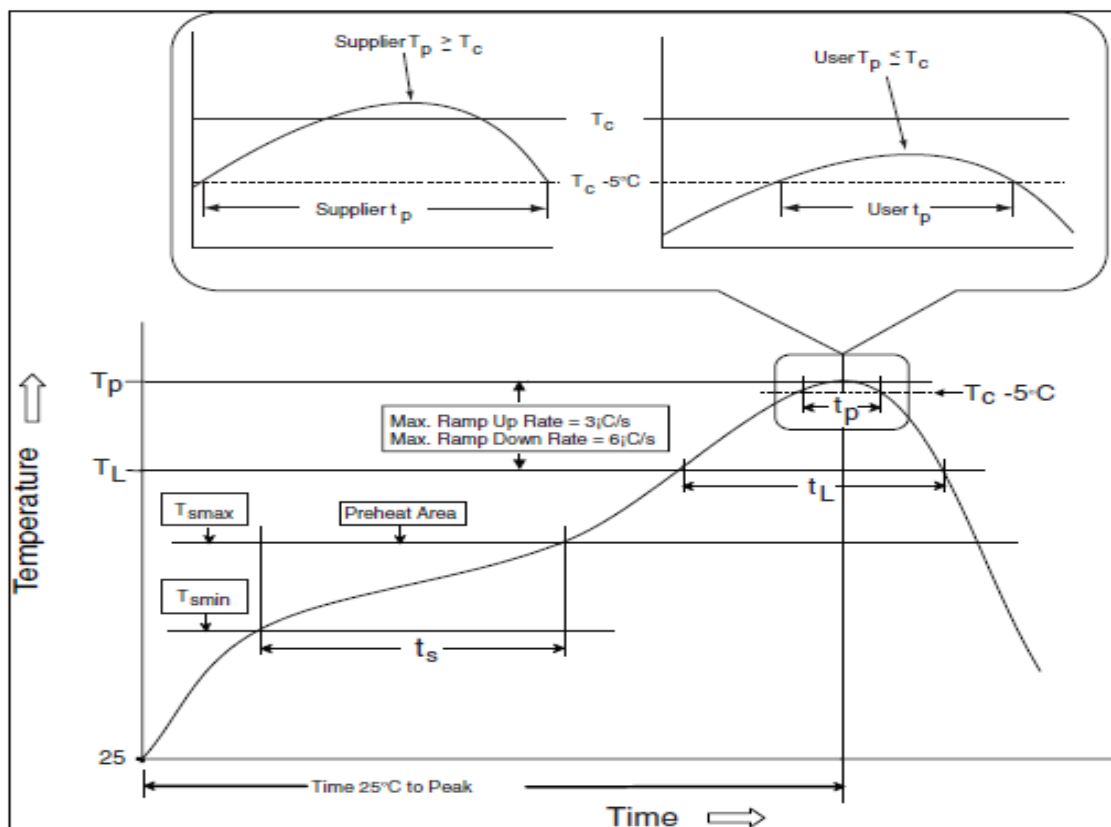 Supplier Tp ≥ Tc
User Tp ≤ Tc
Tc
Tc -5°C
Supplier tp
User tp
Tp
Tc -5°C
tp
Max. Ramp Up Rate = 3¡C/s
Max. Ramp Down Rate = 6¡C/s
TL
tL
Tsmax
Preheat Area
Tsmin
ts
Temperature
25
Time 25°C to Peak
Time